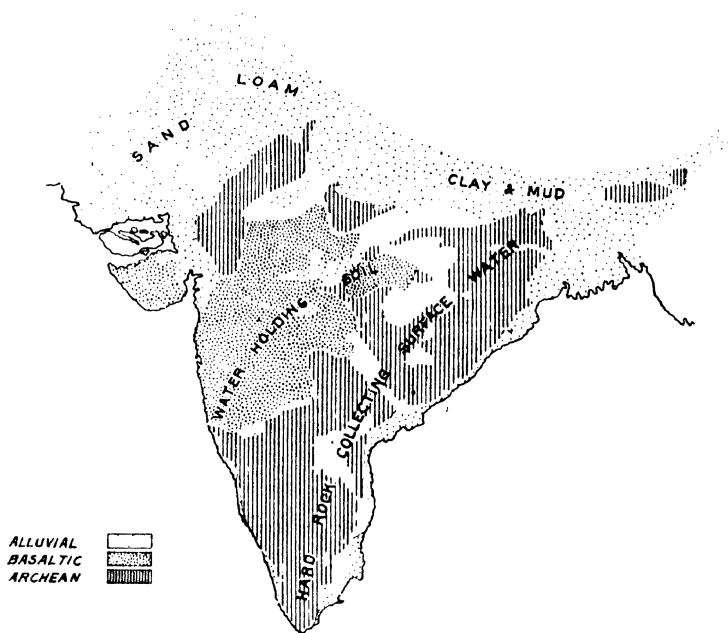 LOAM
SAND
CLAY & MUD
WATER HOLDING SOIL
HARD ROCK COLLECTING SURFACE WATER
ALLUVIAL
BASALTIC
ARCHEAN